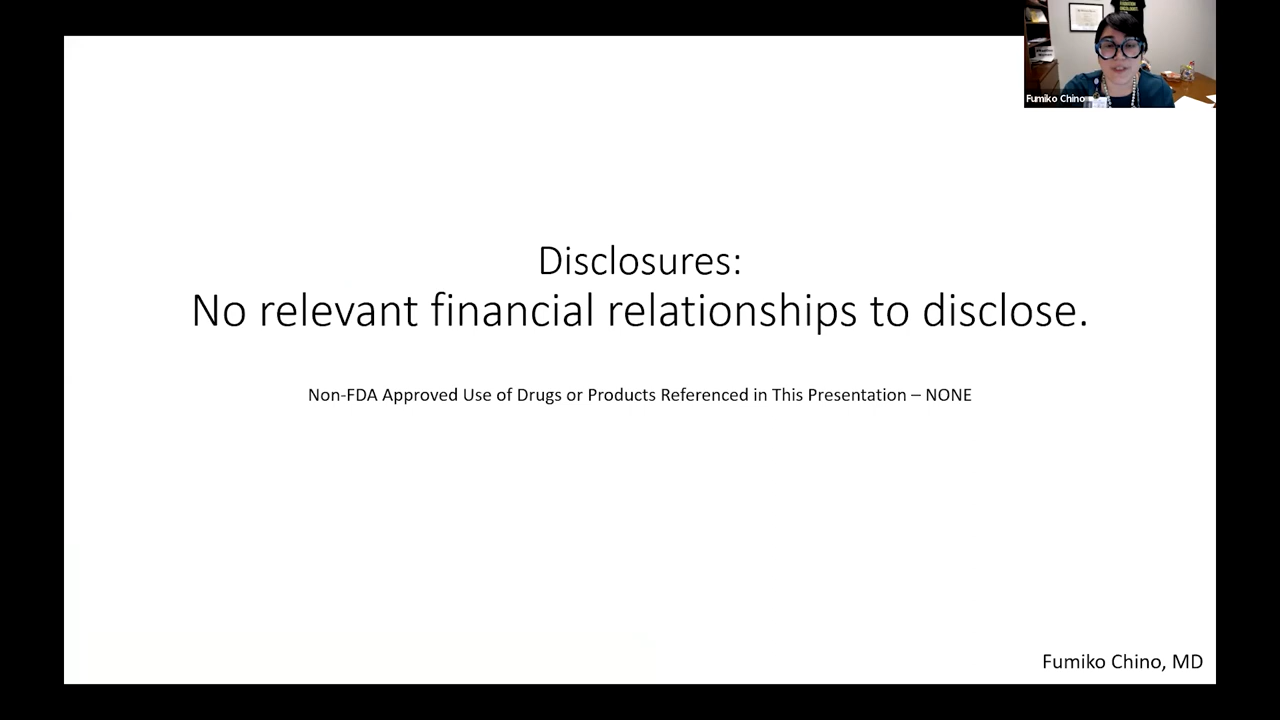 Fumiko Chino
Disclosures:
No relevant financial relationships to disclose.
Non-FDA Approved Use of Drugs or Products Referenced in This Presentation – NONE
Fumiko Chino, MD